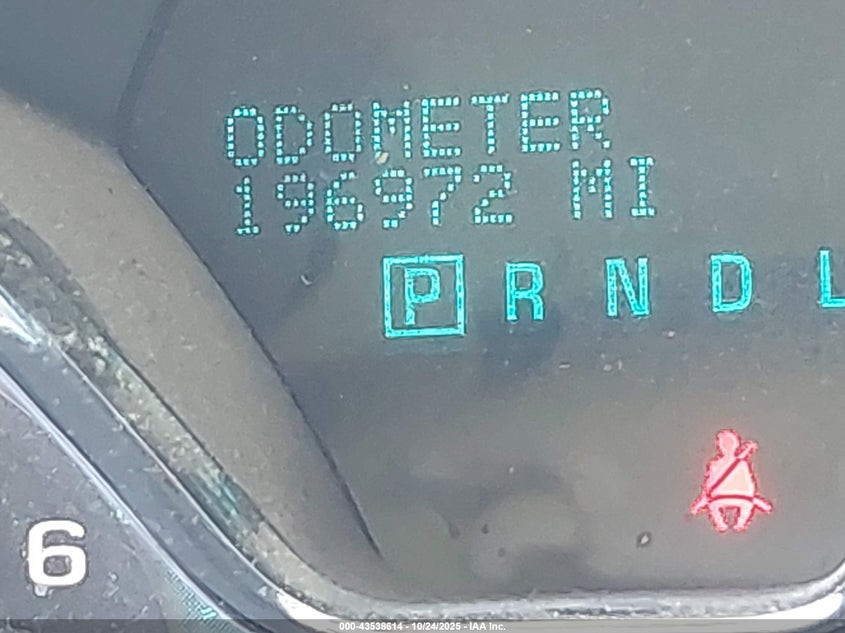 ODOMETER
196972 MI
P R N D L
6
000-43538614 - 10/24/2025 - IAA Inc.